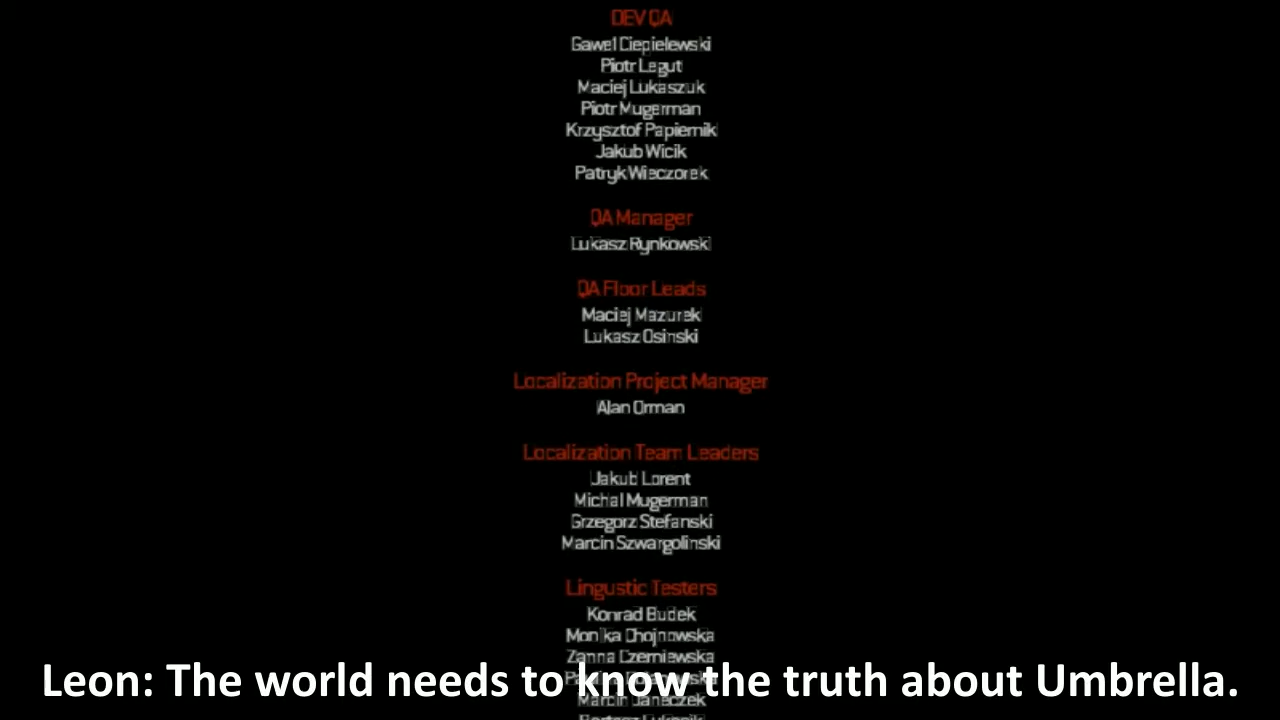 DEV QA
Gawel Ciepielewski
Piotr Legut
Maciej Lukaszuk
Piotr Mugerman
Krzysztof Papiernik
Jakub Wicik
Patryk Wieczorek
QA Manager
Lukasz Rynkowski
QA Floor Leads
Maciej Mazurek
Lukasz Osinski
Localization Project Manager
Alan Orman
Localization Team Leaders
Jakub Lorent
Michal Mugerman
Grzegorz Stefanski
Marcin Szwargolinski
Lingustic Testers
Konrad Budek
Monika Chojnowska
Zanna Czerniewska
Leon: The world needs to know the truth about Umbrella.
Marcin Janeczek